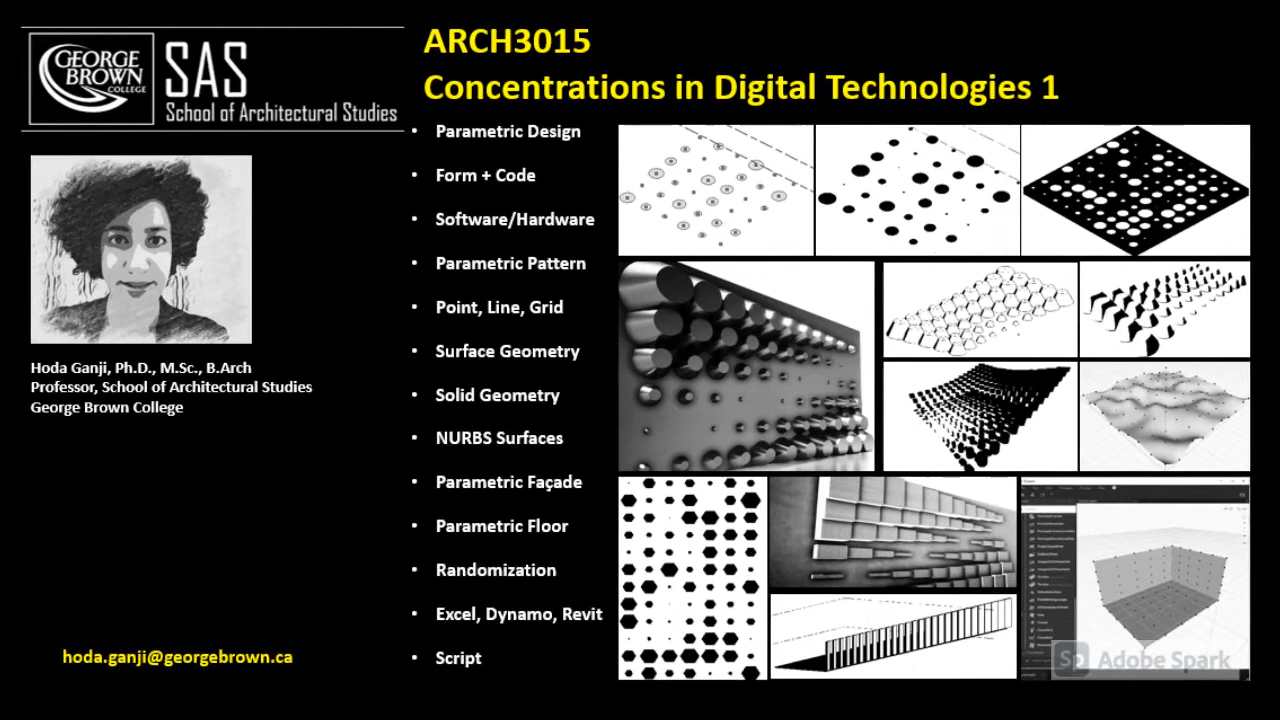 GEORGE
BROWN
COLLEGE
SAS
School of Architectural Studies
ARCH3015
Concentrations in Digital Technologies 1
Hoda Ganji, Ph.D., M.Sc., B.Arch
Professor, School of Architectural Studies
George Brown College
hoda.ganji@georgebrown.ca
• Parametric Design
• Form + Code
• Software/Hardware
• Parametric Pattern
• Point, Line, Grid
• Surface Geometry
• Solid Geometry
• NURBS Surfaces
• Parametric Façade
• Parametric Floor
• Randomization
• Excel, Dynamo, Revit
• Script
Sp Adobe Spark